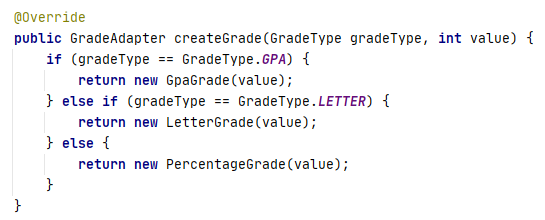 @Override
public GradeAdapter createGrade(GradeType gradeType, int value) {
    if (gradeType == GradeType.GPA) {
        return new GpaGrade(value);
    } else if (gradeType == GradeType.LETTER) {
        return new LetterGrade(value);
    } else {
        return new PercentageGrade(value);
    }
}